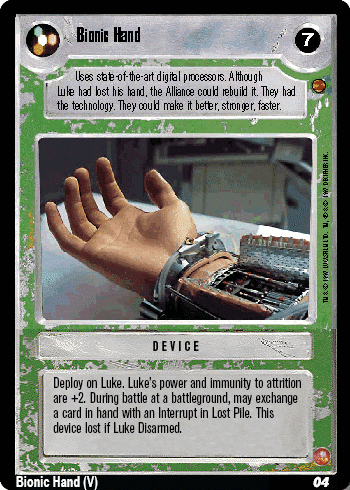 Bionic Hand
7
Uses state-of-the-art digital processors. Although
Luke had lost his hand, the Alliance could rebuild it. They had
the technology. They could make it better, stronger, faster.
DEVICE
Deploy on Luke. Luke's power and immunity to attrition
are +2. During battle at a battleground, may exchange
a card in hand with an Interrupt in Lost Pile. This
device lost if Luke Disarmed.
Bionic Hand (V)
04